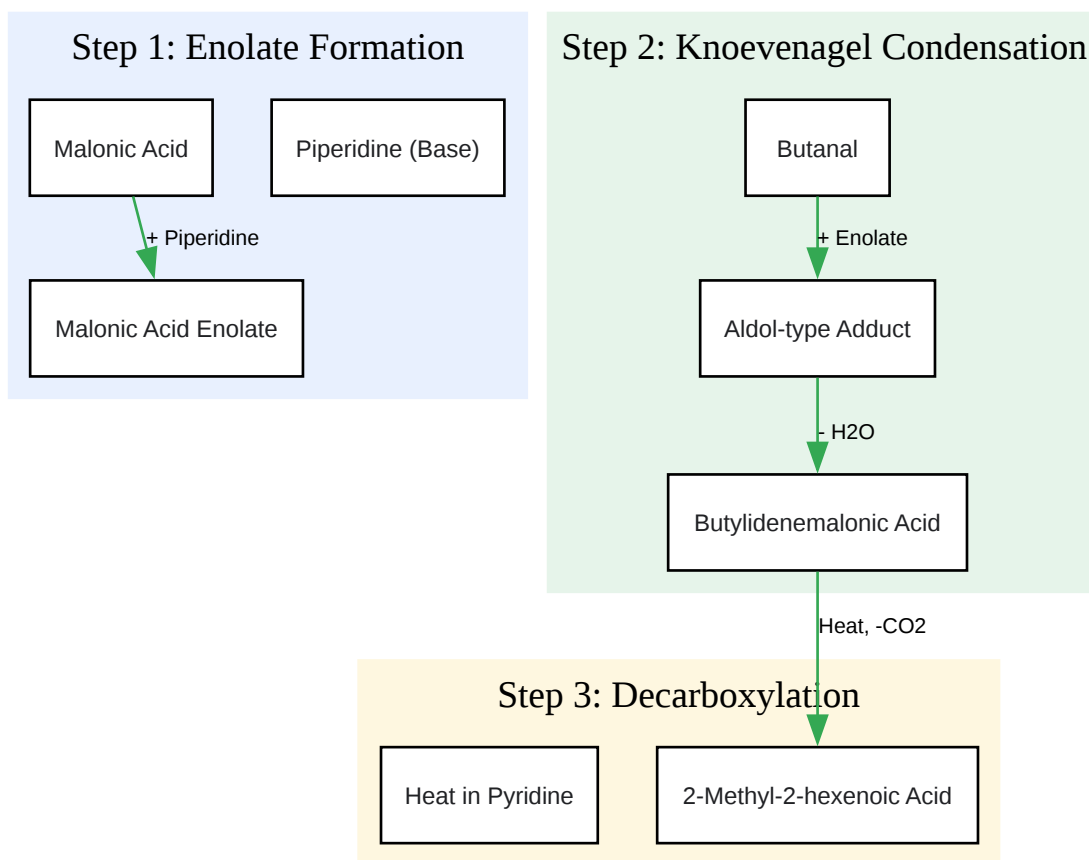 Step 1: Enolate Formation
Malonic Acid
Piperidine (Base)
+ Piperidine
Malonic Acid Enolate
Step 2: Knoevenagel Condensation
Butanal
+ Enolate
Aldol-type Adduct
- H2O
Butylidenemalonic Acid
Heat, -CO2
Step 3: Decarboxylation
Heat in Pyridine
2-Methyl-2-hexenoic Acid